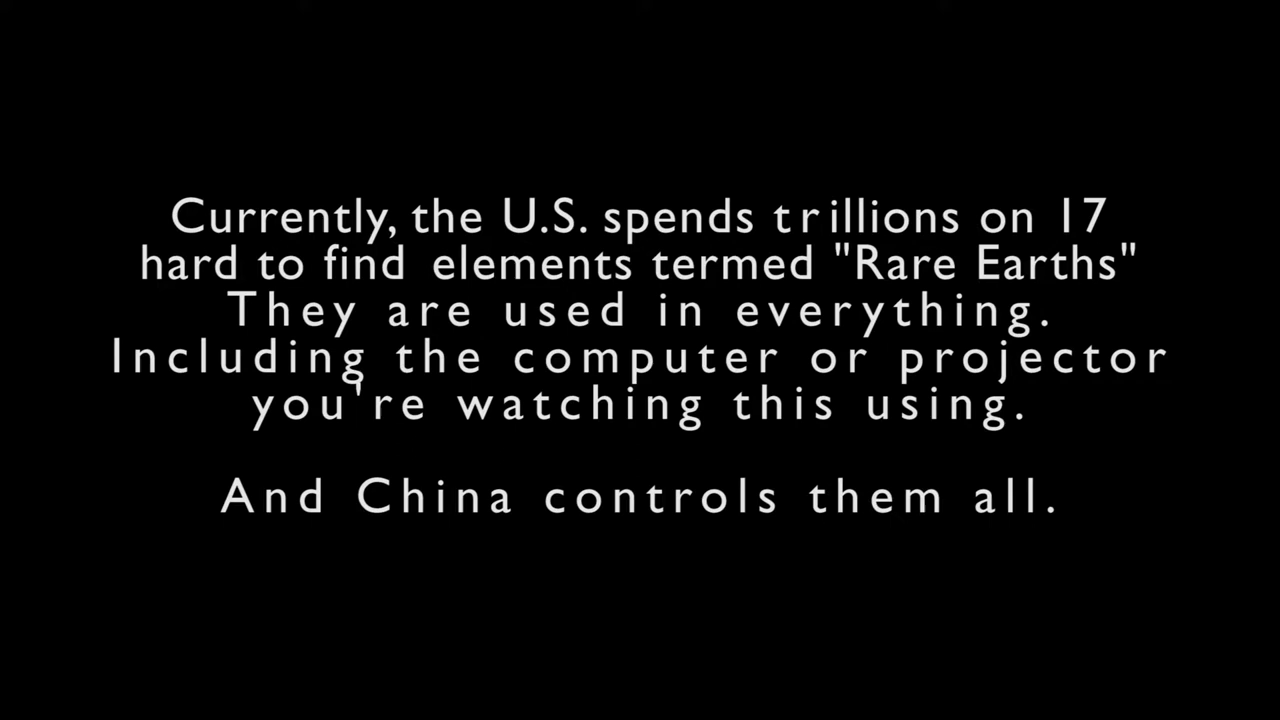 Currently, the U.S. spends trillions on 17
hard to find elements termed "Rare Earths"
They are used in everything.
Including the computer or projector
you're watching this using.
And China controls them all.